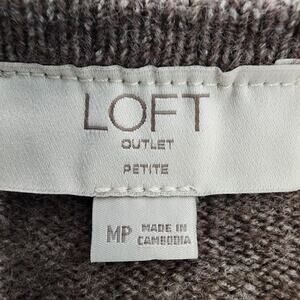 LOFT
OUTLET
PETITE
MP MADE IN
CAMBODIA